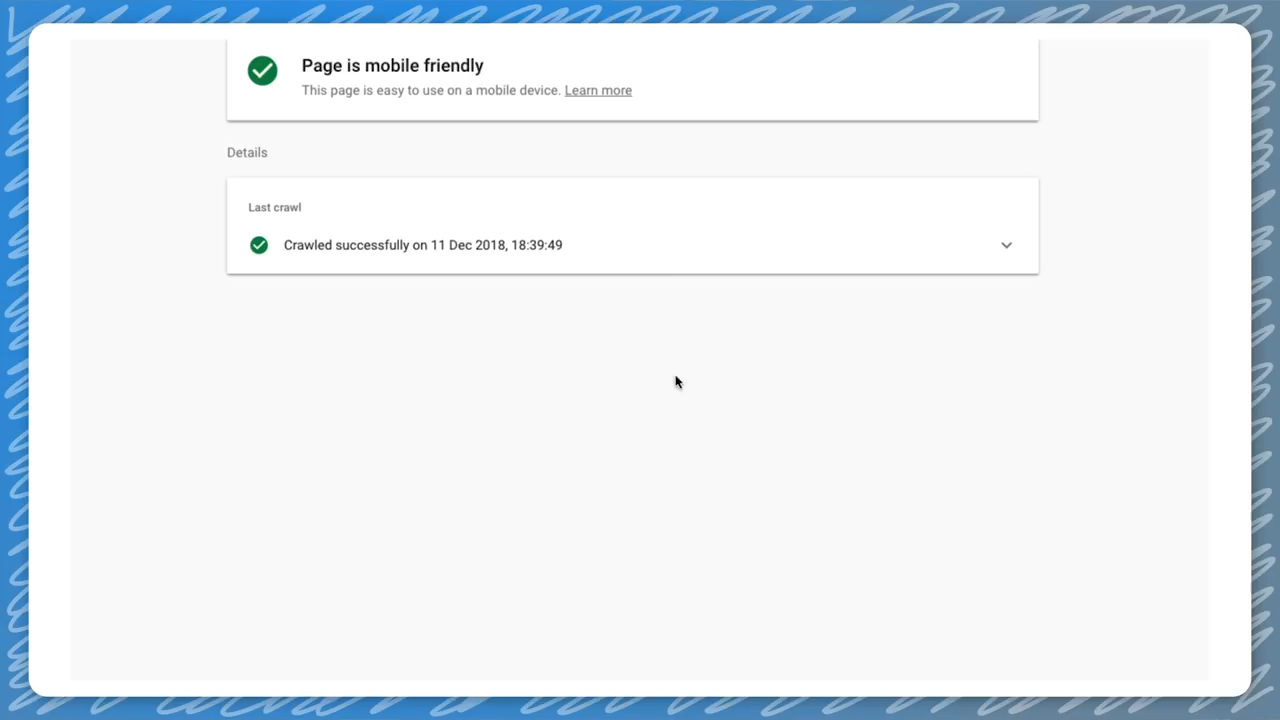 Page is mobile friendly
This page is easy to use on a mobile device. Learn more
Details
Last crawl
Crawled successfully on 11 Dec 2018, 18:39:49